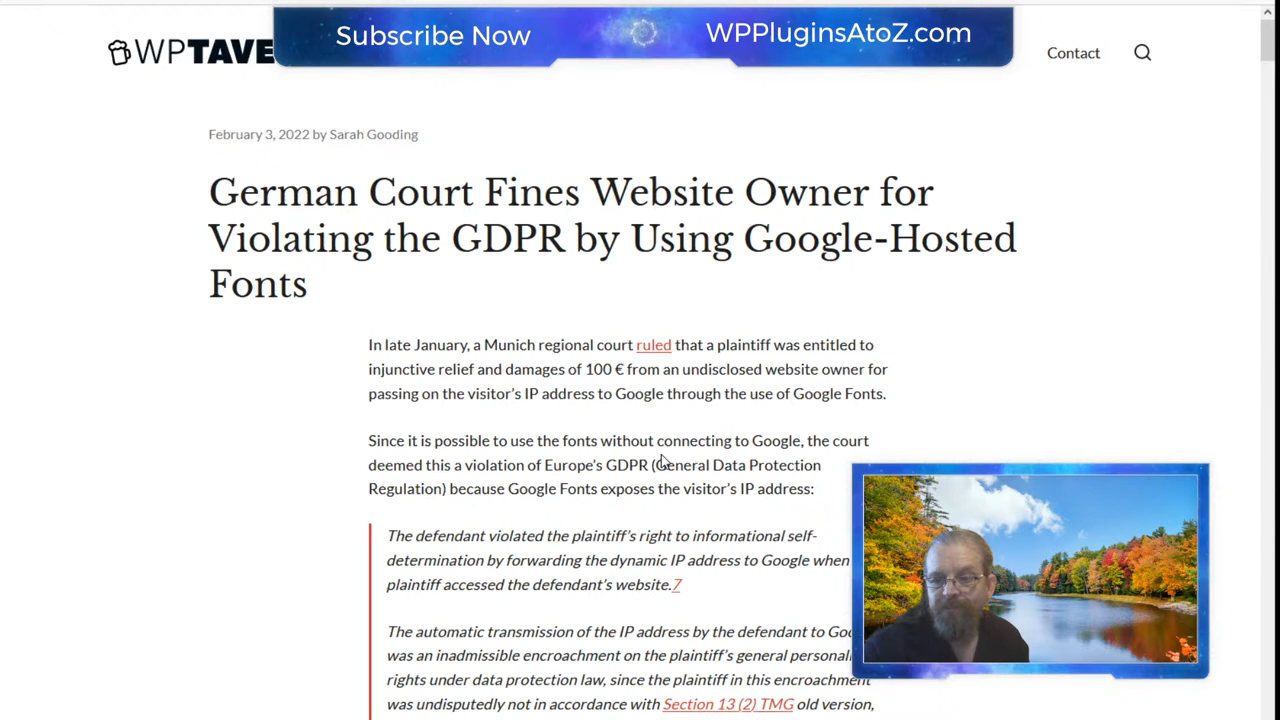 Subscribe Now
WPPluginsAtoZ.com
WPTAVE
Contact
February 3, 2022 by Sarah Gooding
German Court Fines Website Owner for
Violating the GDPR by Using Google-Hosted
Fonts
In late January, a Munich regional court ruled that a plaintiff was entitled to
injunctive relief and damages of 100 € from an undisclosed website owner for
passing on the visitor's IP address to Google through the use of Google Fonts.
Since it is possible to use the fonts without connecting to Google, the court
deemed this a violation of Europe's GDPR (General Data Protection
Regulation) because Google Fonts exposes the visitor's IP address:
The defendant violated the plaintiff's right to informational self-
determination by forwarding the dynamic IP address to Google when
plaintiff accessed the defendant's website.7
The automatic transmission of the IP address by the defendant to Goo
was an inadmissible encroachment on the plaintiff's general personali
rights under data protection law, since the plaintiff in this encroachment
was undisputedly not in accordance with Section 13 (2) TMG old version,